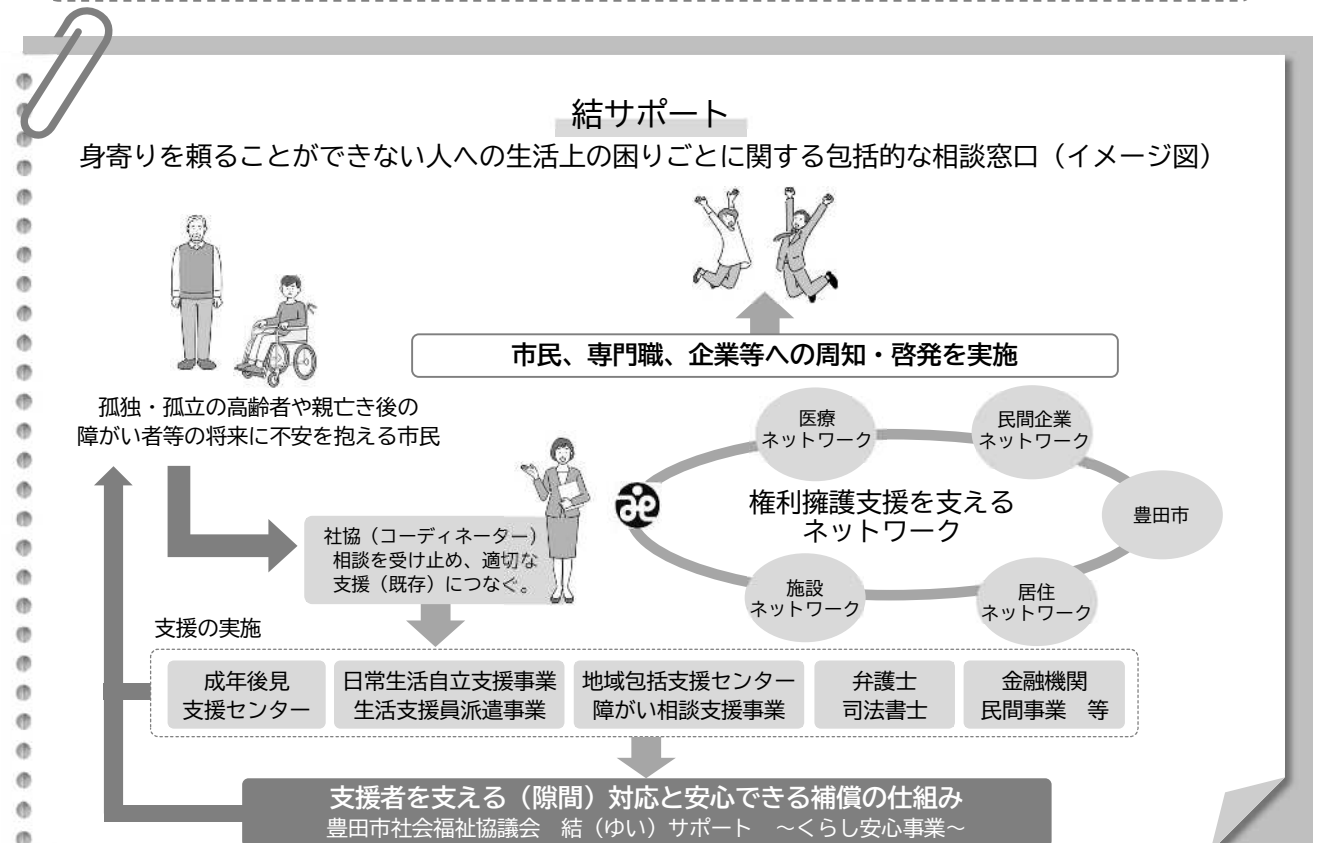 結サポート
身寄りを頼ることができない人への生活上の困りごとに関する包括的な相談窓口（イメージ図）
市民、専門職、企業等への周知・啓発を実施
孤独・孤立の高齢者や親亡き後の
障がい者等の将来に不安を抱える市民
医療
ネットワーク
民間企業
ネットワーク
権利擁護支援を支える
ネットワーク
豊田市
施設
ネットワーク
居住
ネットワーク
社協（コーディネーター）
相談を受け止め、適切な
支援（既存）につなぐ。
支援の実施
成年後見
支援センター
日常生活自立支援事業
生活支援員派遣事業
地域包括支援センター
障がい相談支援事業
弁護士
司法書士
金融機関
民間事業　等
支援者を支える（隙間）対応と安心できる補償の仕組み
豊田市社会福祉協議会　結（ゆい）サポート　～くらし安心事業～